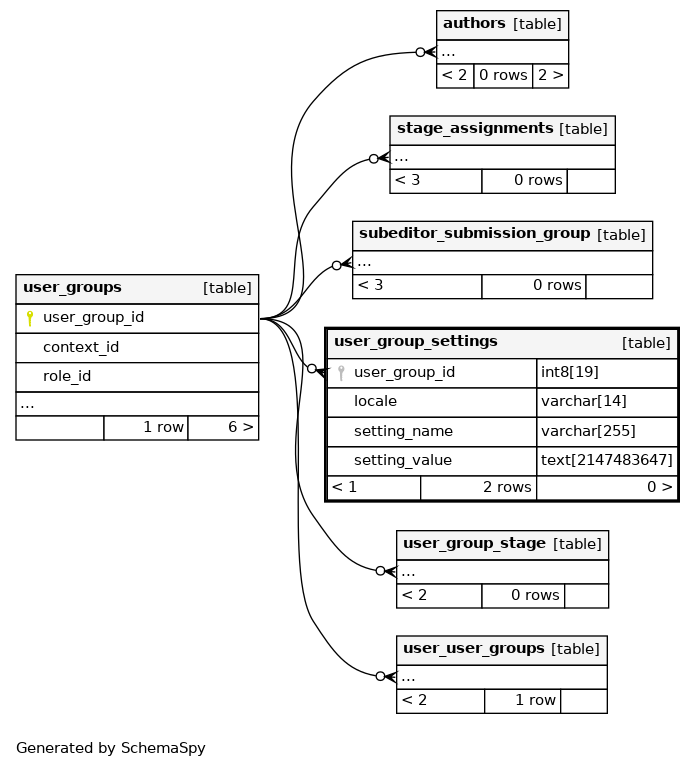 authors [table]
...
< 2 0 rows 2 >
stage_assignments [table]
...
< 3 0 rows
subeditor_submission_group [table]
...
< 3 0 rows
user_groups [table]
user_group_id
context_id
role_id
...
1 row 6 >
user_group_settings [table]
user_group_id int8[19]
locale varchar[14]
setting_name varchar[255]
setting_value text[2147483647]
< 1 2 rows 0 >
user_group_stage [table]
...
< 2 0 rows
user_user_groups [table]
...
< 2 1 row
Generated by SchemaSpy